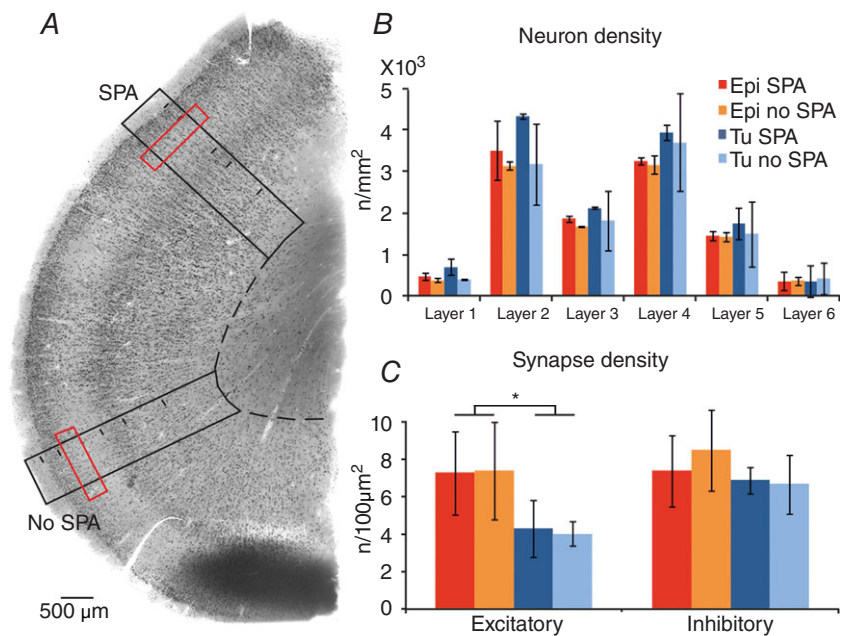 A
SPA
No SPA
500 µm
B
Neuron density
X10³
n/mm²
5
4
3
2
1
0
Epi SPA
Epi no SPA
Tu SPA
Tu no SPA
Layer 1 Layer 2 Layer 3 Layer 4 Layer 5 Layer 6
C
Synapse density
*
n/100µm²
10
8
6
4
2
0
Excitatory Inhibitory